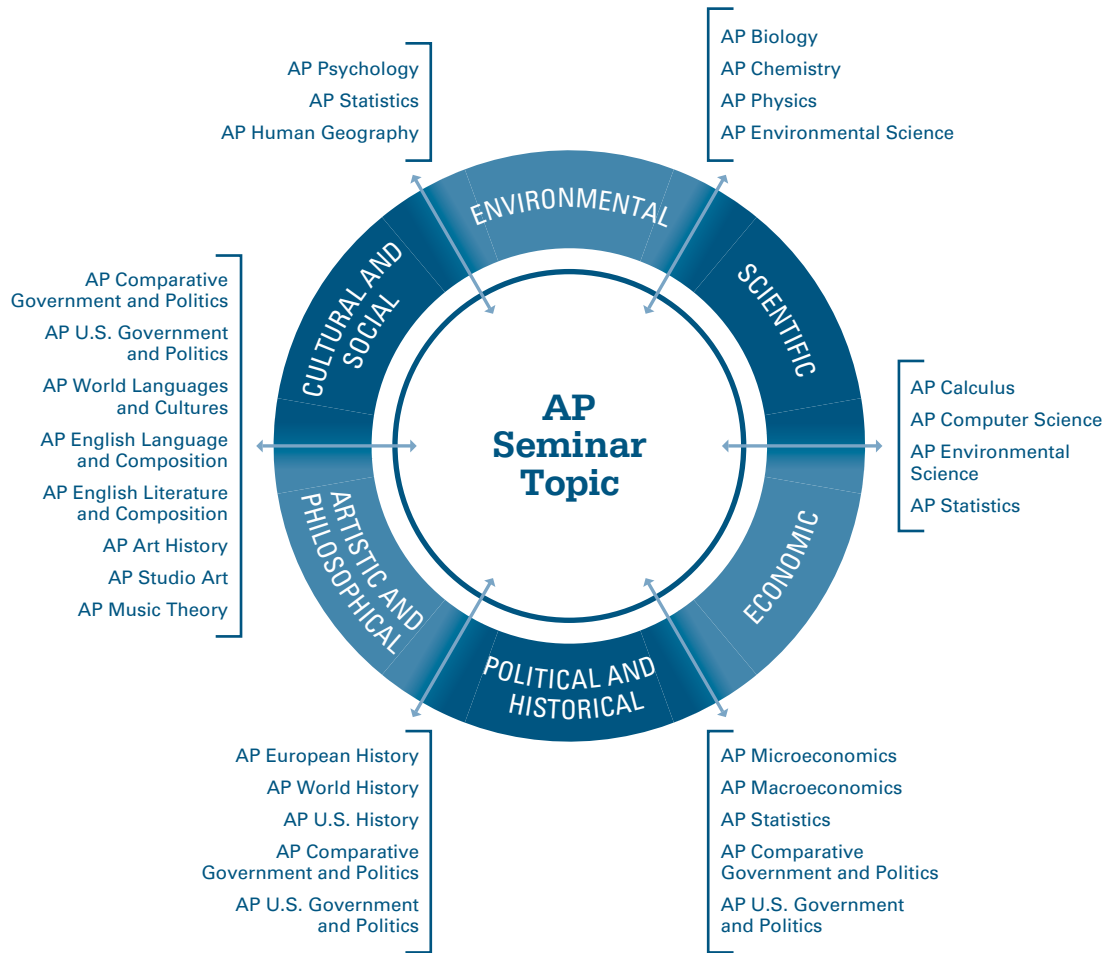 AP Psychology
AP Statistics
AP Human Geography
AP Biology
AP Chemistry
AP Physics
AP Environmental Science
ENVIRONMENTAL
CULTURAL AND
SOCIAL
SCIENTIFIC
AP Comparative
Government and Politics
AP U.S. Government
and Politics
AP World Languages
and Cultures
AP English Language
and Composition
AP English Literature
and Composition
AP Art History
AP Studio Art
AP Music Theory
AP
Seminar
Topic
AP Calculus
AP Computer Science
AP Environmental
Science
AP Statistics
ARTISTIC AND
PHILOSOPHICAL
ECONOMIC
POLITICAL AND
HISTORICAL
AP European History
AP World History
AP U.S. History
AP Comparative
Government and Politics
AP U.S. Government
and Politics
AP Microeconomics
AP Macroeconomics
AP Statistics
AP Comparative
Government and Politics
AP U.S. Government
and Politics